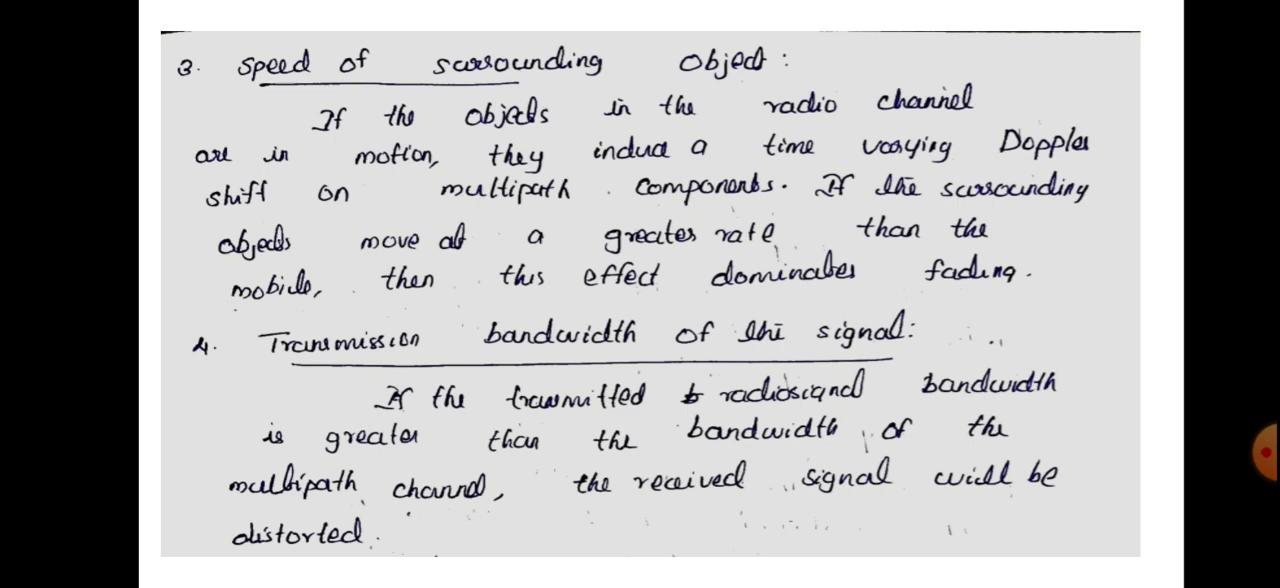 3. Speed of surrounding object :
If the objects in the radio channel
are in motion, they induce a time varying Doppler
shift on multipath components. If the surrounding
objects move at a greater rate than the
mobile, then this effect dominates fading.
4. Transmission bandwidth of the signal:
If the transmitted radiosignal bandwidth
is greater than the bandwidth of the
multipath channel, the received signal will be
distorted.